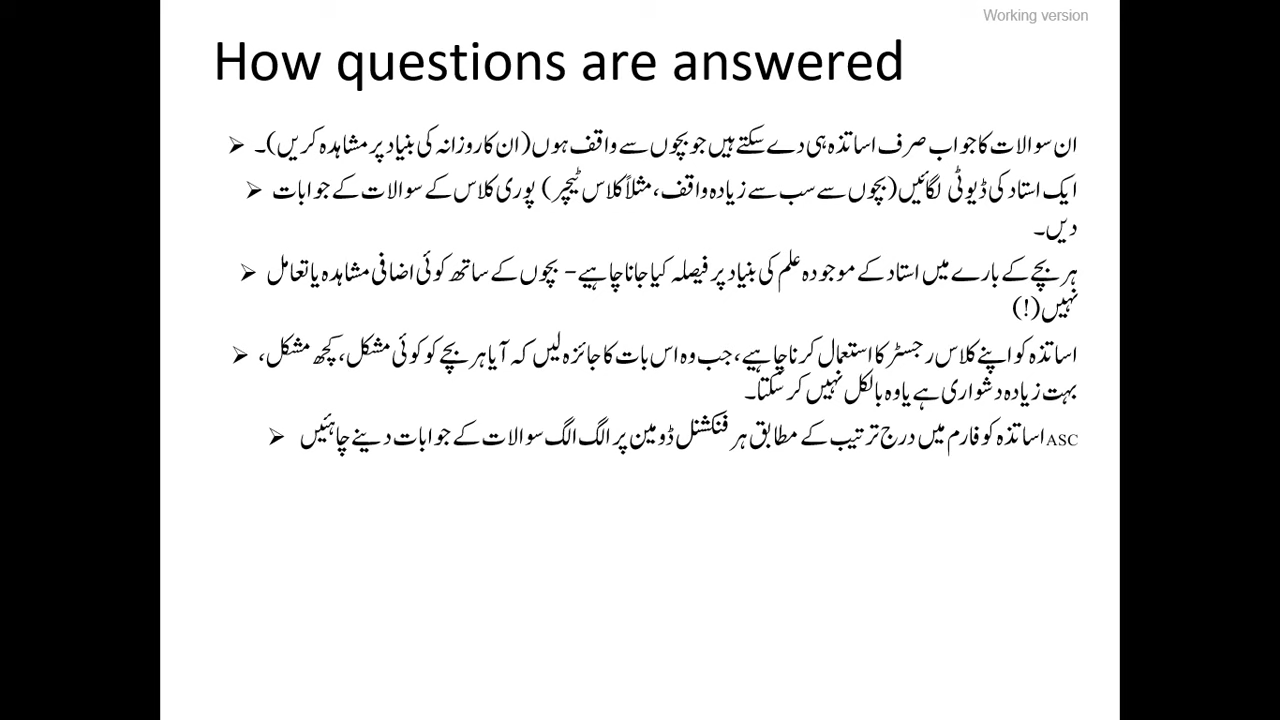 Working version
How questions are answered
ان سوالات کا جواب صرف اساتذہ ہی دے سکتے ہیں جو بچوں سے واقف ہوں (ان کا روزانہ کی بنیاد پر مشاہدہ کریں)۔
ایک استاد کی ڈیوٹی لگائیں (بچوں سے سب سے زیادہ واقف، مثلاً کلاس ٹیچر) پوری کلاس کے سوالات کے جوابات
دیں۔
ہر بچے کے بارے میں استاد کے موجودہ علم کی بنیاد پر فیصلہ کیا جانا چاہیے – بچوں کے ساتھ کوئی اضافی مشاہدہ یا تعامل
نہیں (!)
اساتذہ کو اپنے کلاس رجسٹر کا استعمال کرنا چاہیے، جب وہ اس بات کا جائزہ لیں کہ آیا ہر بچے کو کوئی مشکل، کچھ مشکل،
بہت زیادہ دشواری ہے یا وہ بالکل نہیں کر سکتا۔
ASC اساتذہ کو فارم میں درج ترتیب کے مطابق ہر فنکشنل ڈومین پر الگ الگ سوالات کے جوابات دینے چاہئیں